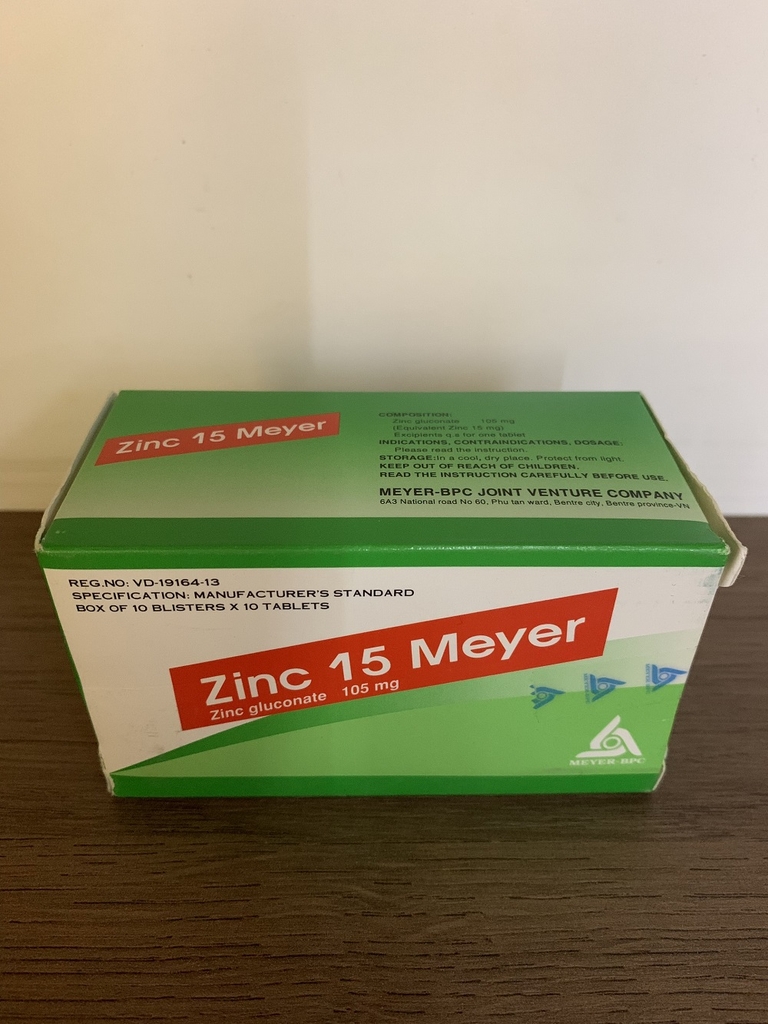 Zinc 15 Meyer
COMPOSITION:
Zinc gluconate 105 mg
(Equivalent Zinc 15 mg)
Excipients q.s for one tablet
INDICATIONS, CONTRAINDICATIONS, DOSAGE:
Please read the instruction.
STORAGE:In a cool, dry place. Protect from light.
KEEP OUT OF REACH OF CHILDREN.
READ THE INSTRUCTION CAREFULLY BEFORE USE.
MEYER-BPC JOINT VENTURE COMPANY
6A3 National road No 60, Phu tan ward, Bentre city, Bentre province-VN
REG.NO: VD-19164-13
SPECIFICATION: MANUFACTURER'S STANDARD
BOX OF 10 BLISTERS X 10 TABLETS
Zinc 15 Meyer
Zinc gluconate 105 mg
MEYER-BPC